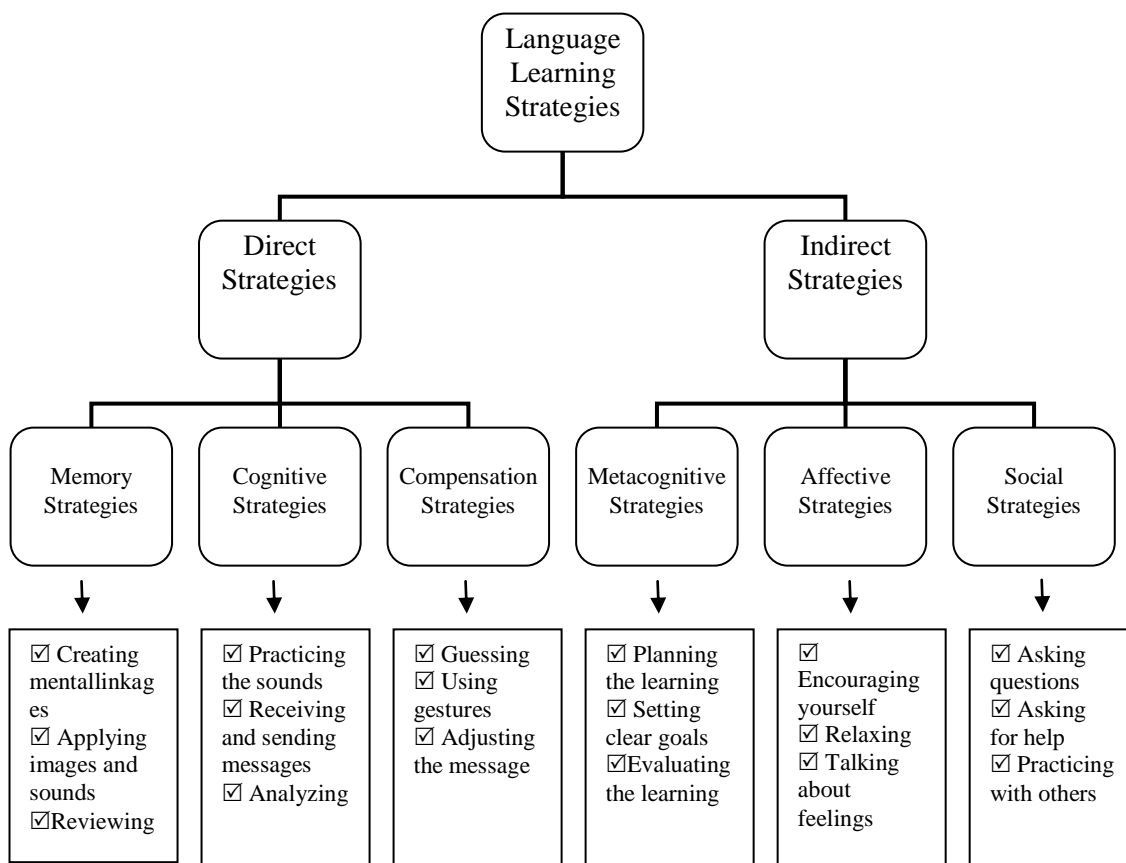 Language
Learning
Strategies
Direct
Strategies
Indirect
Strategies
Memory
Strategies
Cognitive
Strategies
Compensation
Strategies
Metacognitive
Strategies
Affective
Strategies
Social
Strategies
☑ Creating
mentallinkag
es
☑ Applying
images and
sounds
☑Reviewing
☑ Practicing
the sounds
☑ Receiving
and sending
messages
☑ Analyzing
☑ Guessing
☑ Using
gestures
☑ Adjusting
the message
☑ Planning
the learning
☑ Setting
clear goals
☑Evaluating
the learning
☑
Encouraging
yourself
☑ Relaxing
☑ Talking
about
feelings
☑ Asking
questions
☑ Asking
for help
☑ Practicing
with others